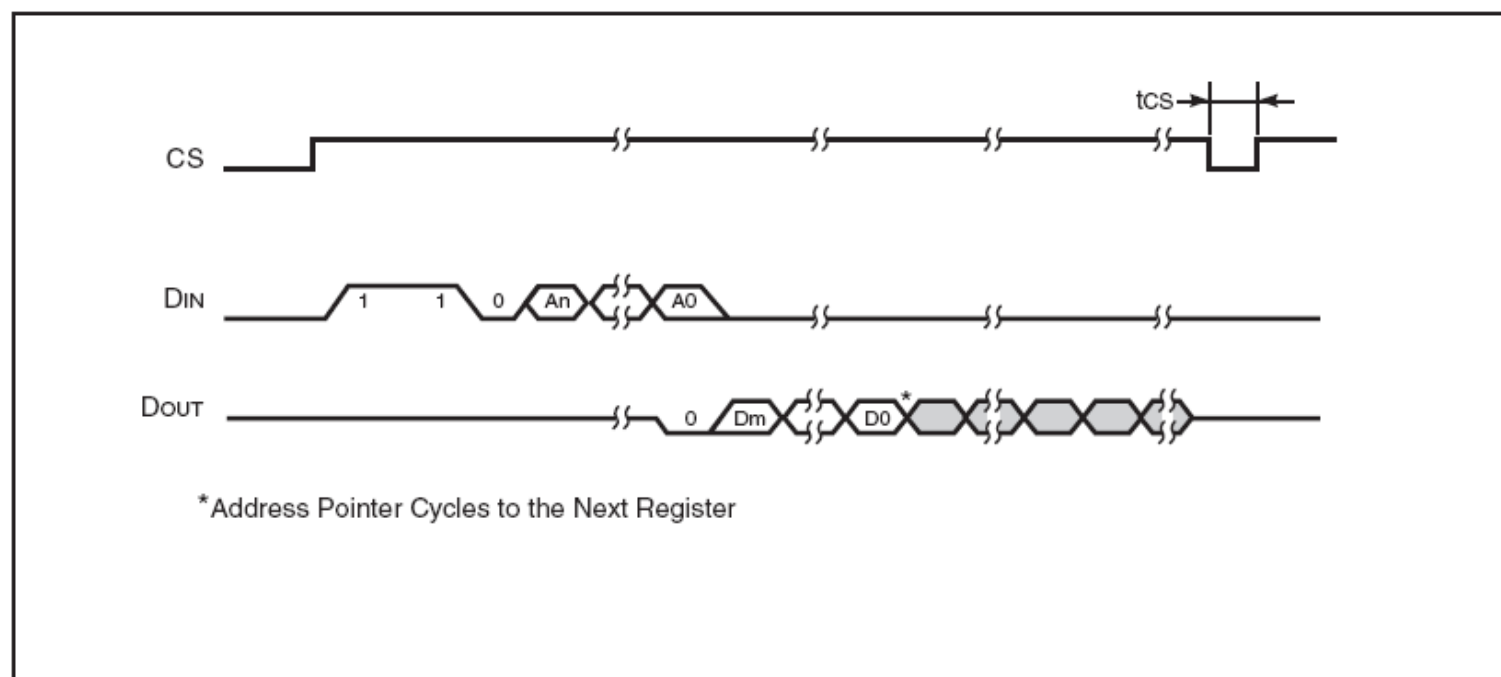 tCS
CS
DIN
1 1 0 An A0
DOUT
0 Dm D0 *
*Address Pointer Cycles to the Next Register